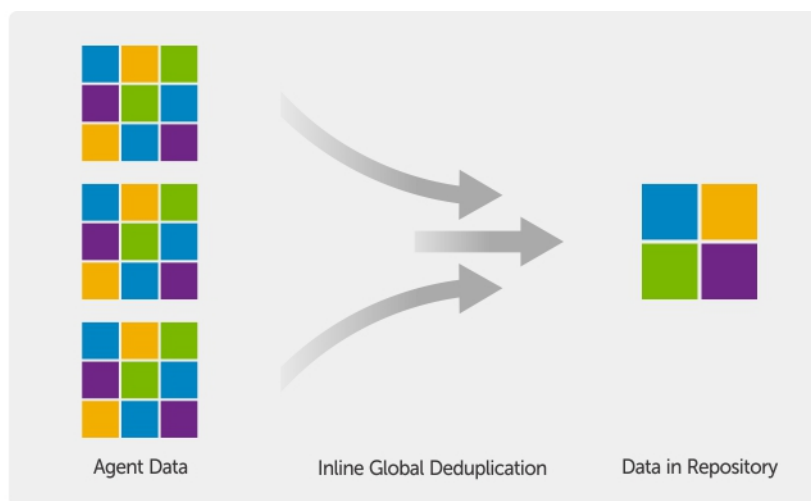 Agent Data
Inline Global Deduplication
Data in Repository